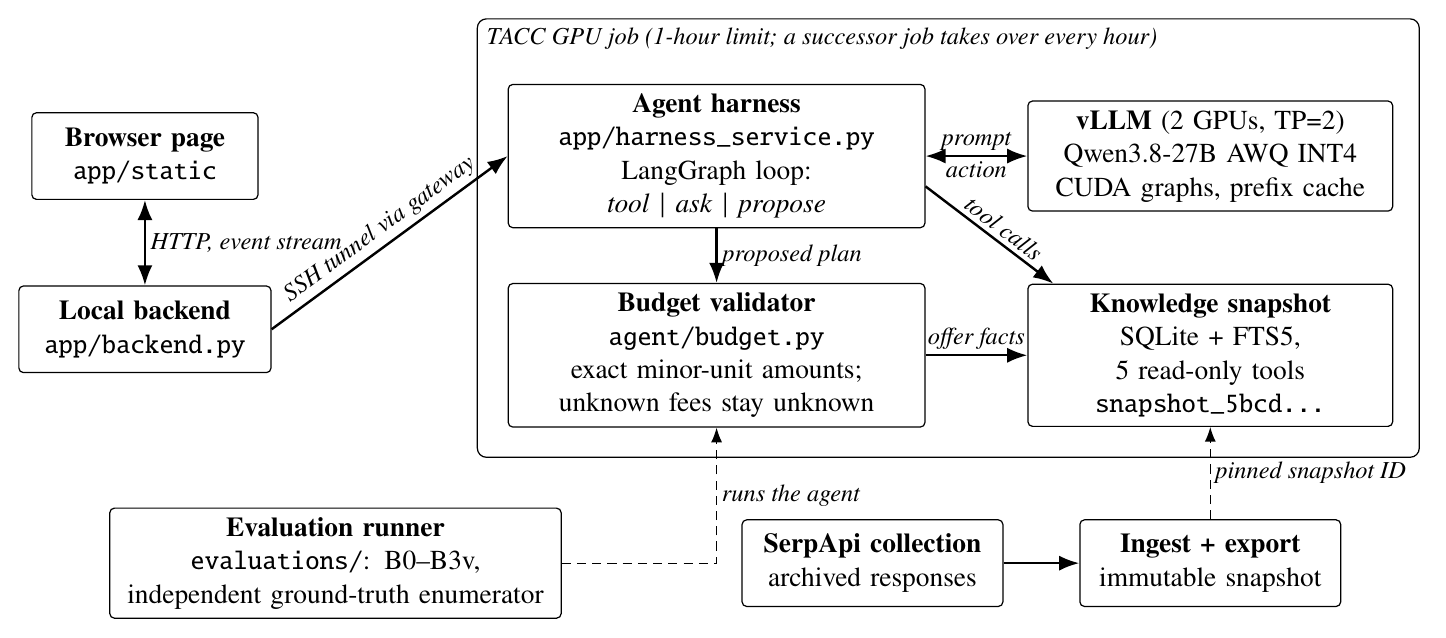 TACC GPU job (1-hour limit; a successor job takes over every hour)
Browser page
app/static
HTTP, event stream
Local backend
app/backend.py
SSH tunnel via gateway
Agent harness
app/harness_service.py
LangGraph loop:
tool | ask | propose
prompt
action
vLLM (2 GPUs, TP=2)
Qwen3.8-27B AWQ INT4
CUDA graphs, prefix cache
tool calls
proposed plan
Budget validator
agent/budget.py
exact minor-unit amounts;
unknown fees stay unknown
offer facts
Knowledge snapshot
SQLite + FTS5,
5 read-only tools
snapshot_5bcd...
pinned snapshot ID
runs the agent
Evaluation runner
evaluations/: B0–B3v,
independent ground-truth enumerator
SerpApi collection
archived responses
Ingest + export
immutable snapshot